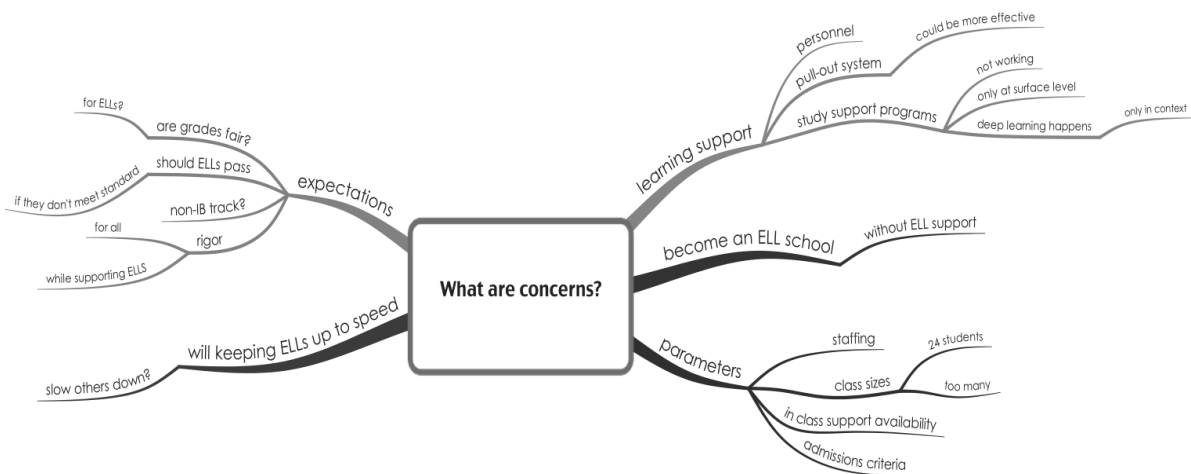 What are concerns?
learning support
personnel
pull-out system
could be more effective
study support programs
not working
only at surface level
deep learning happens
only in context
become an ELL school
without ELL support
parameters
staffing
class sizes
24 students
too many
in class support availability
admissions criteria
expectations
are grades fair?
for ELLs?
should ELLs pass
if they don't meet standard
non-IB track?
rigor
for all
while supporting ELLS
will keeping ELLs up to speed
slow others down?